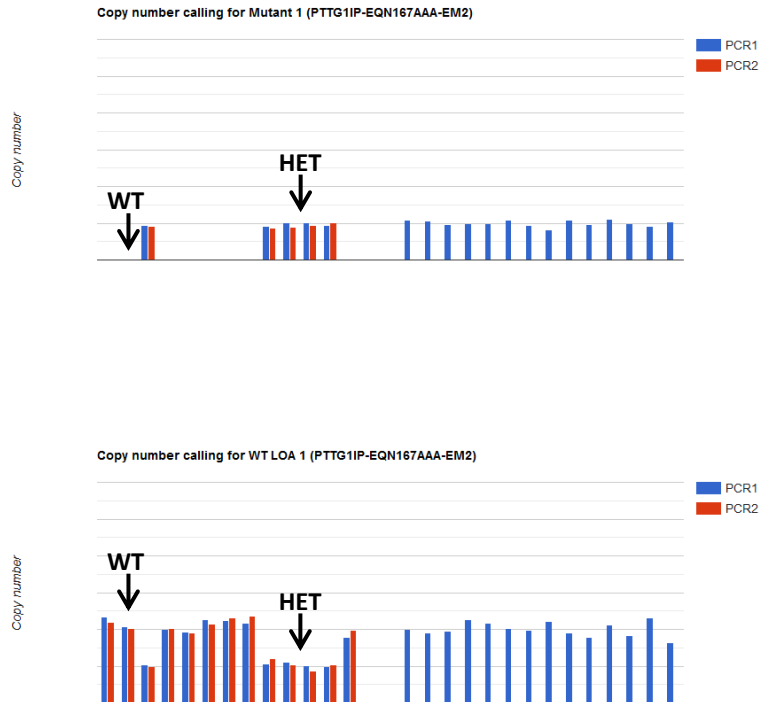 Copy number calling for Mutant 1 (PTTG1IP-EQN167AAA-EM2)
PCR1
PCR2
Copy number
HET
WT
Copy number calling for WT LOA 1 (PTTG1IP-EQN167AAA-EM2)
PCR1
PCR2
Copy number
WT
HET